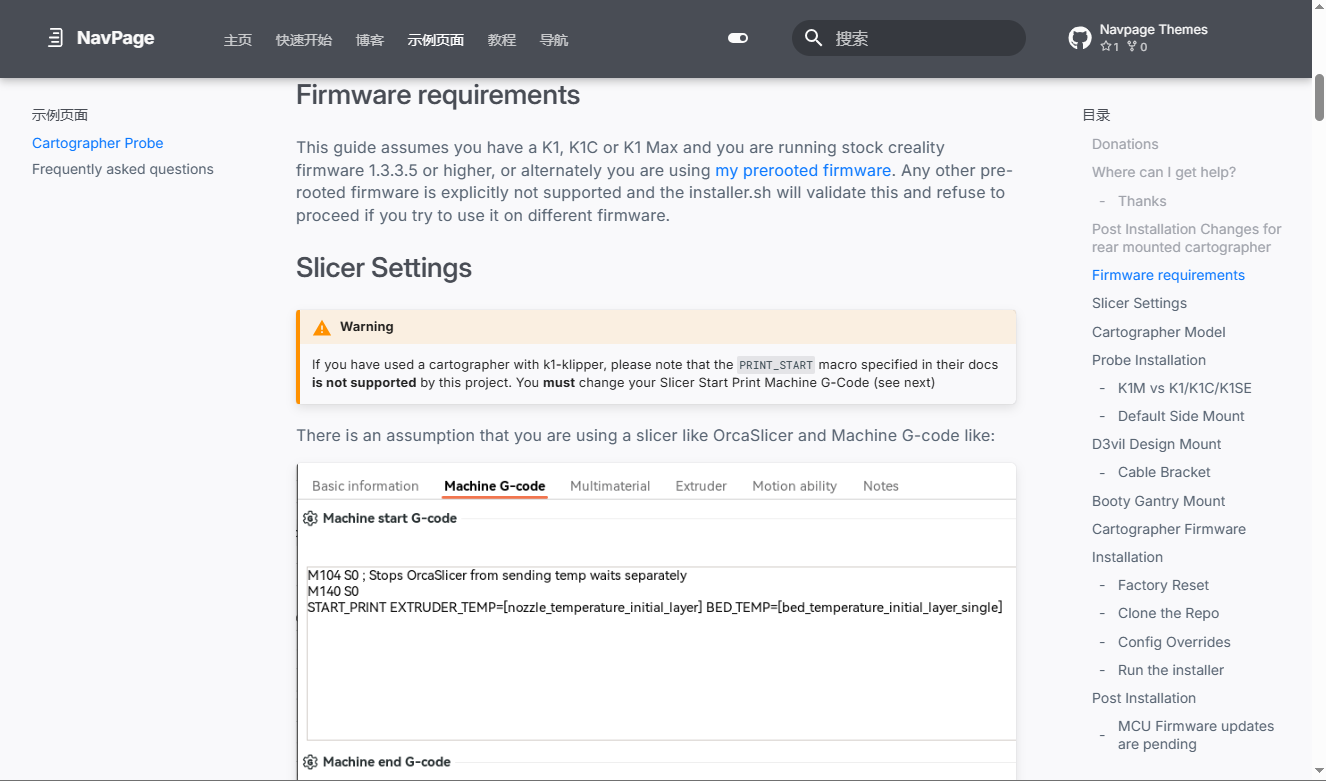 NavPage
主页
快速开始
博客
示例页面
教程
导航
搜索
Navpage Themes
1 0
示例页面
Cartographer Probe
Frequently asked questions
Firmware requirements
This guide assumes you have a K1, K1C or K1 Max and you are running stock creality
firmware 1.3.3.5 or higher, or alternately you are using my prerooted firmware. Any other pre-
rooted firmware is explicitly not supported and the installer.sh will validate this and refuse to
proceed if you try to use it on different firmware.
Slicer Settings
Warning
If you have used a cartographer with k1-klipper, please note that the PRINT_START macro specified in their docs
is not supported by this project. You must change your Slicer Start Print Machine G-Code (see next)
There is an assumption that you are using a slicer like OrcaSlicer and Machine G-code like:
Basic information
Machine G-code
Multimaterial
Extruder
Motion ability
Notes
Machine start G-code
M104 S0 ; Stops OrcaSlicer from sending temp waits separately
M140 S0
START_PRINT EXTRUDER_TEMP=[nozzle_temperature_initial_layer] BED_TEMP=[bed_temperature_initial_layer_single]
Machine end G-code
目录
Donations
Where can I get help?
- Thanks
Post Installation Changes for
rear mounted cartographer
Firmware requirements
Slicer Settings
Cartographer Model
Probe Installation
- K1M vs K1/K1C/K1SE
- Default Side Mount
D3vil Design Mount
- Cable Bracket
Booty Gantry Mount
Cartographer Firmware
Installation
- Factory Reset
- Clone the Repo
- Config Overrides
- Run the installer
Post Installation
- MCU Firmware updates
are pending